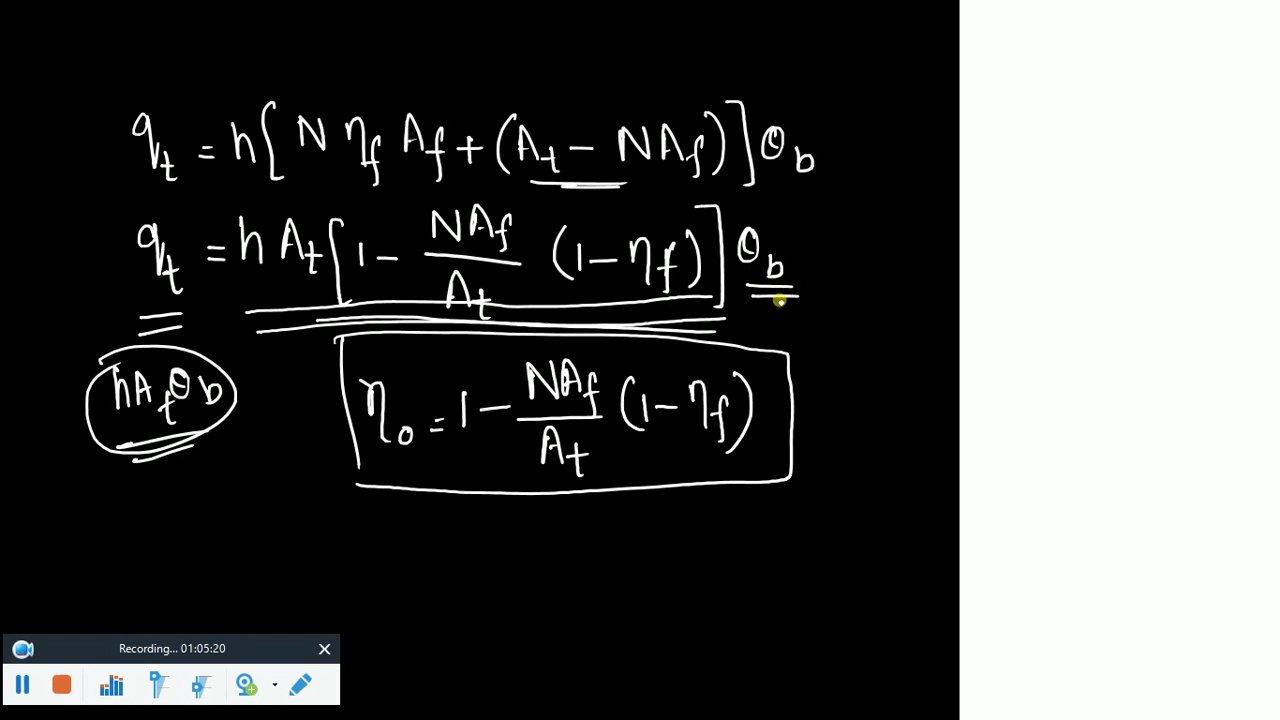 q_t = h[N η_f A_f + (A_t − N A_f)] Θ_b
q_t = h A_t [1 − N A_f / A_t (1 − η_f)] Θ_b
h A_t Θ_b
η_o = 1 − N A_f / A_t (1 − η_f)
Recording... 01:05:20